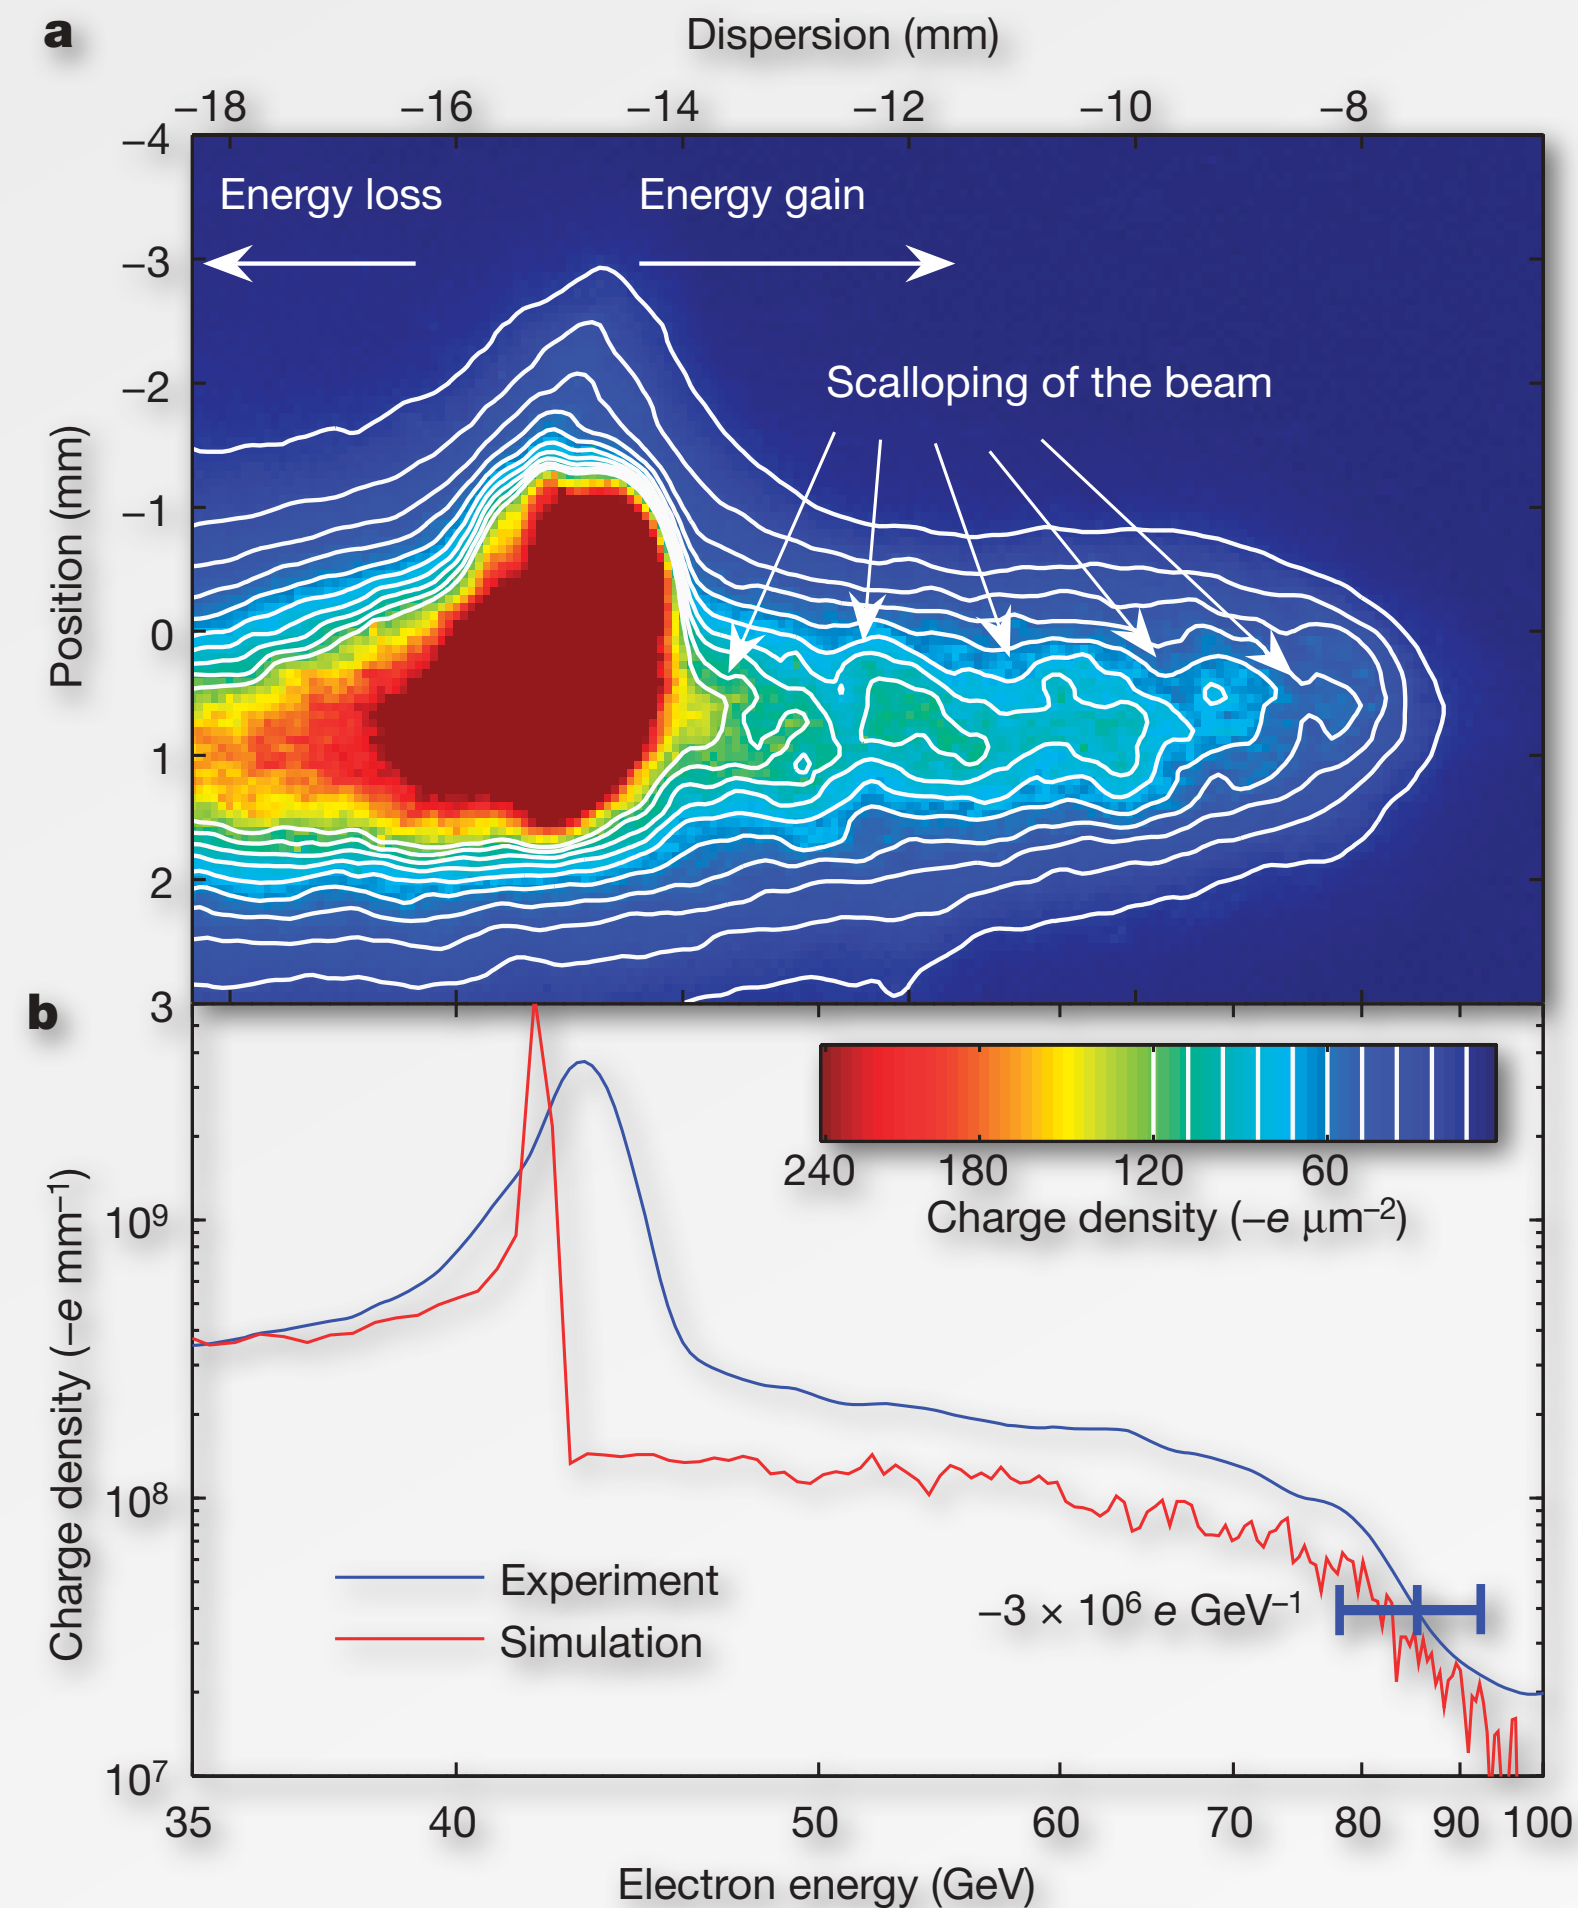 a
Dispersion (mm)
−18 −16 −14 −12 −10 −8
−4
−3
−2
−1
0
1
2
3
Position (mm)
Energy loss Energy gain
Scalloping of the beam
b
240 180 120 60
Charge density (−e μm⁻²)
10⁹
10⁸
10⁷
Charge density (−e mm⁻¹)
Experiment
Simulation
−3 × 10⁶ e GeV⁻¹
35 40 50 60 70 80 90 100
Electron energy (GeV)